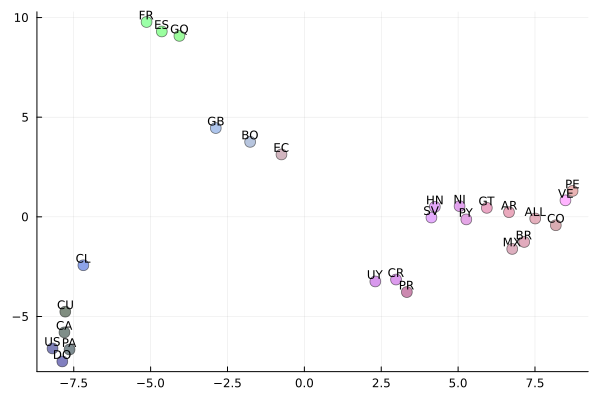 10
FR
ES
GQ
5
GB
BO
EC
PE
VE
HN
NI
GT
AR
ALL
CO
SV
PY
0
BR
MX
CL
UY
CR
PR
CU
−5
CA
US
PA
DO
−7.5
−5.0
−2.5
0.0
2.5
5.0
7.5